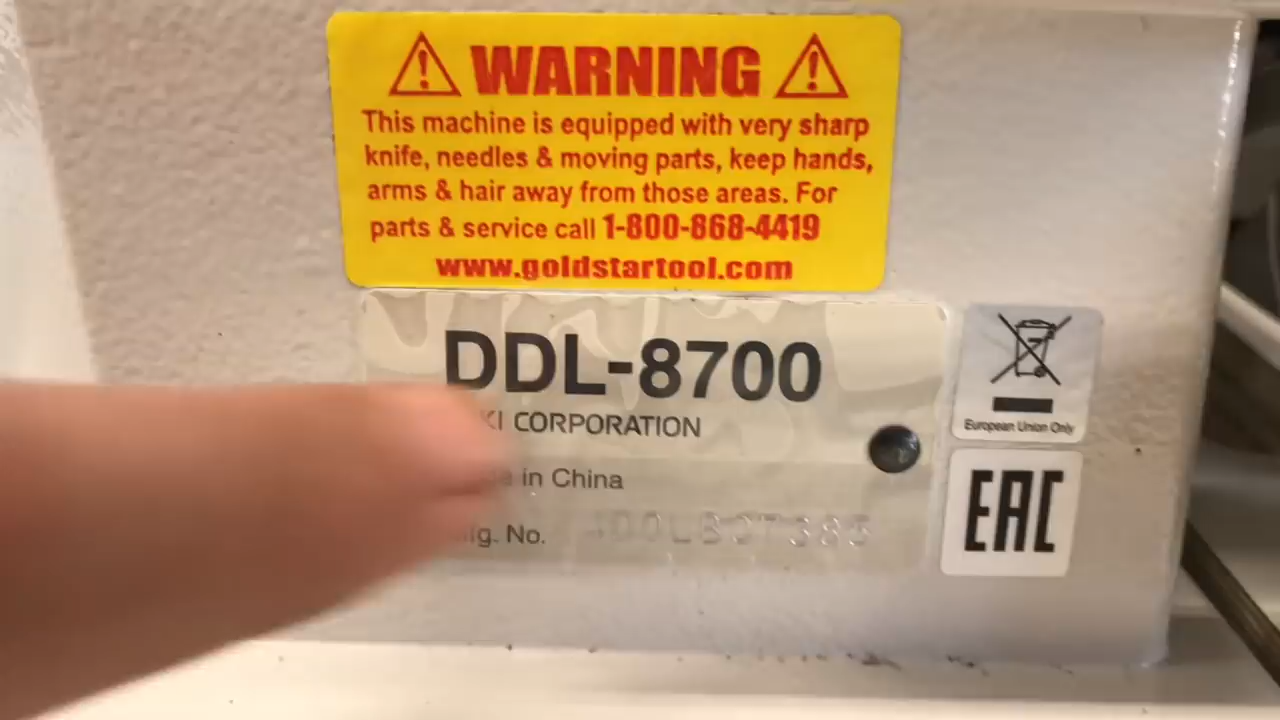 WARNING
This machine is equipped with very sharp
knife, needles & moving parts, keep hands,
arms & hair away from those areas. For
parts & service call 1-800-868-4419
www.goldstartool.com
DDL-8700
KI CORPORATION
in China
European Union Only
EAC
g. No.